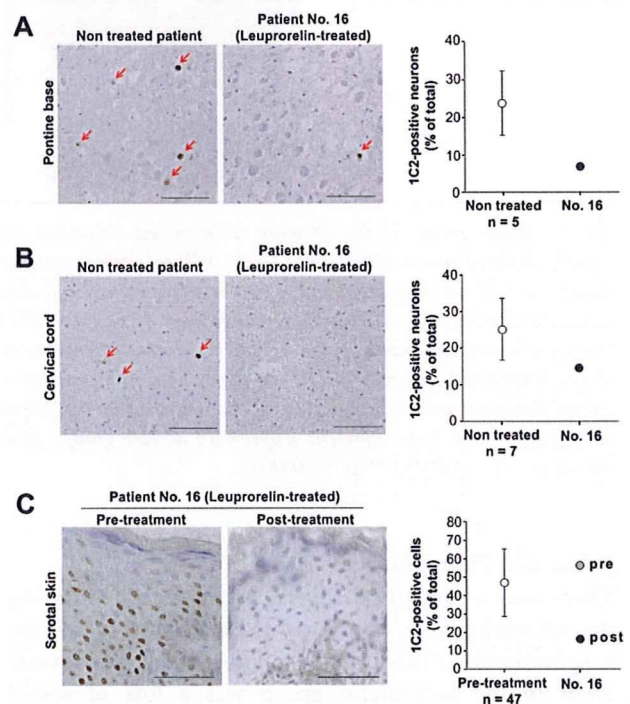 A
Non treated patient
Patient No. 16
(Leuprorelin-treated)
Pontine base
1C2-positive neurons
(% of total)
40
30
20
10
0
Non treated
n = 5
No. 16
B
Non treated patient
Patient No. 16
(Leuprorelin-treated)
Cervical cord
1C2-positive neurons
(% of total)
40
30
20
10
0
Non treated
n = 7
No. 16
C
Patient No. 16 (Leuprorelin-treated)
Pre-treatment
Post-treatment
Scrotal skin
1C2-positive cells
(% of total)
80
70
60
50
40
30
20
10
0
pre
post
Pre-treatment
n = 47
No. 16